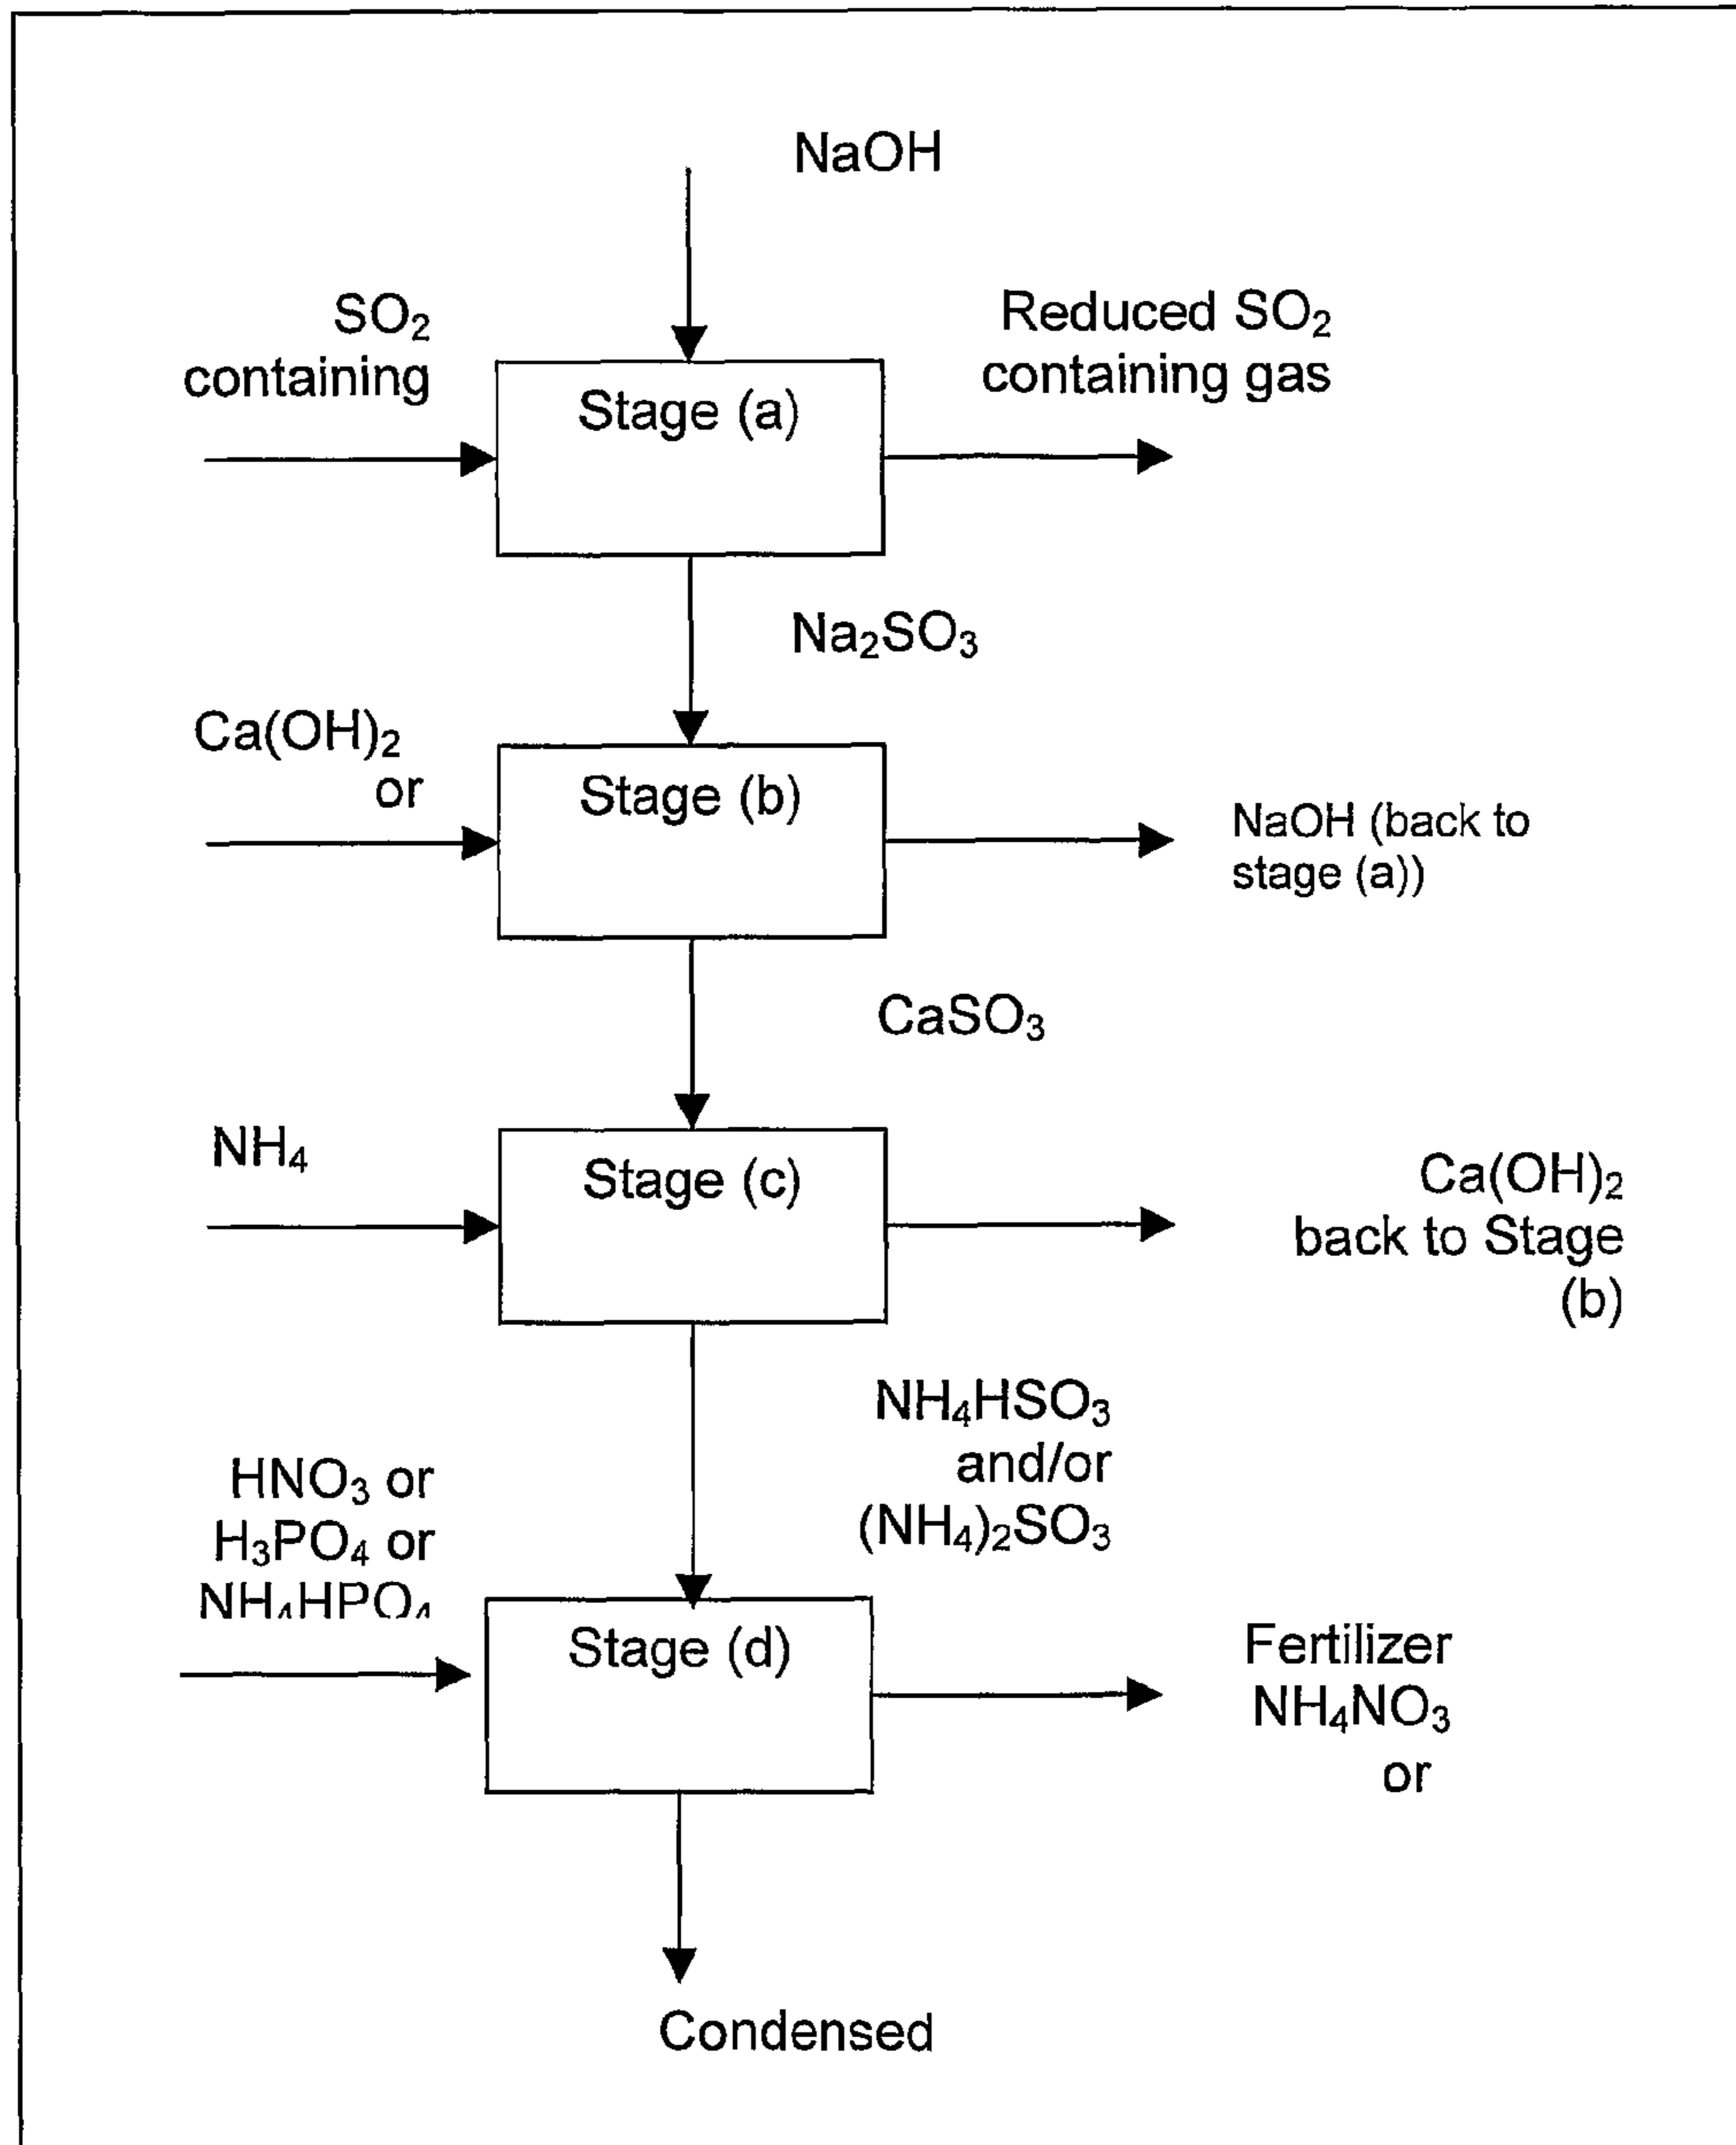 NaOH
SO₂
containing
Reduced SO₂
containing gas
Stage (a)
Na₂SO₃
Ca(OH)₂
or
Stage (b)
NaOH (back to
stage (a))
CaSO₃
NH₄
Stage (c)
Ca(OH)₂
back to Stage
(b)
NH₄HSO₃
and/or
(NH₄)₂SO₃
HNO₃ or
H₃PO₄ or
NH₄HPO₄
Stage (d)
Fertilizer
NH₄NO₃
or
Condensed